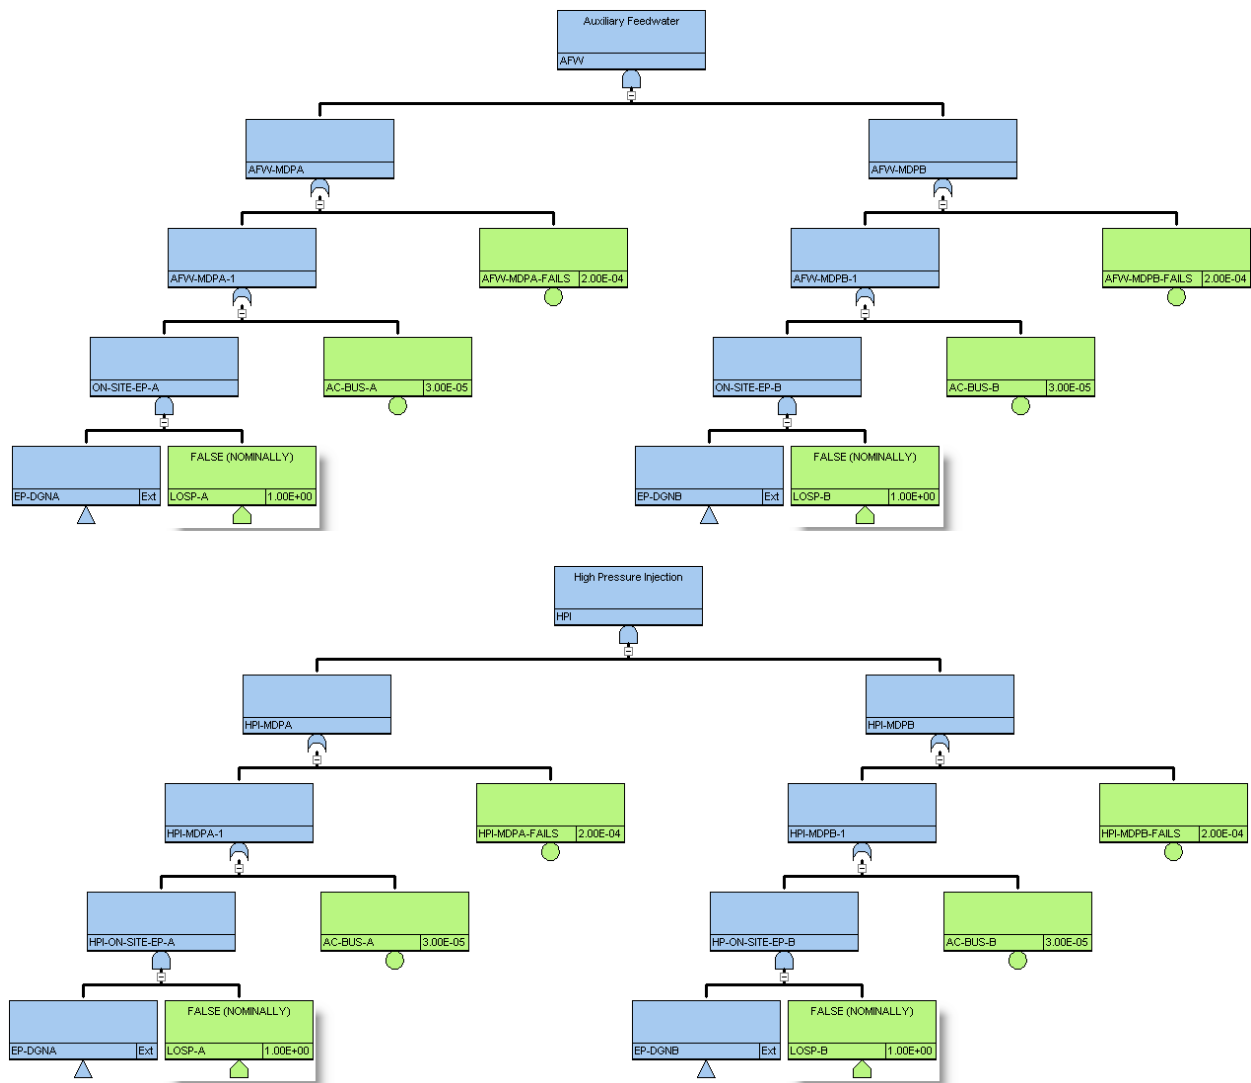 Auxiliary Feedwater
AFW
AFW-MDPA
AFW-MDPB
AFW-MDPA-1
AFW-MDPA-FAILS 2.00E-04
AFW-MDPB-1
AFW-MDPB-FAILS 2.00E-04
ON-SITE-EP-A
AC-BUS-A 3.00E-05
ON-SITE-EP-B
AC-BUS-B 3.00E-05
FALSE (NOMINALLY)
FALSE (NOMINALLY)
EP-DGNA Ext
LOSP-A 1.00E+00
EP-DGNB Ext
LOSP-B 1.00E+00
High Pressure Injection
HPI
HPI-MDPA
HPI-MDPB
HPI-MDPA-1
HPI-MDPA-FAILS 2.00E-04
HPI-MDPB-1
HPI-MDPB-FAILS 2.00E-04
HPI-ON-SITE-EP-A
AC-BUS-A 3.00E-05
HP-ON-SITE-EP-B
AC-BUS-B 3.00E-05
FALSE (NOMINALLY)
FALSE (NOMINALLY)
EP-DGNA Ext
LOSP-A 1.00E+00
EP-DGNB Ext
LOSP-B 1.00E+00